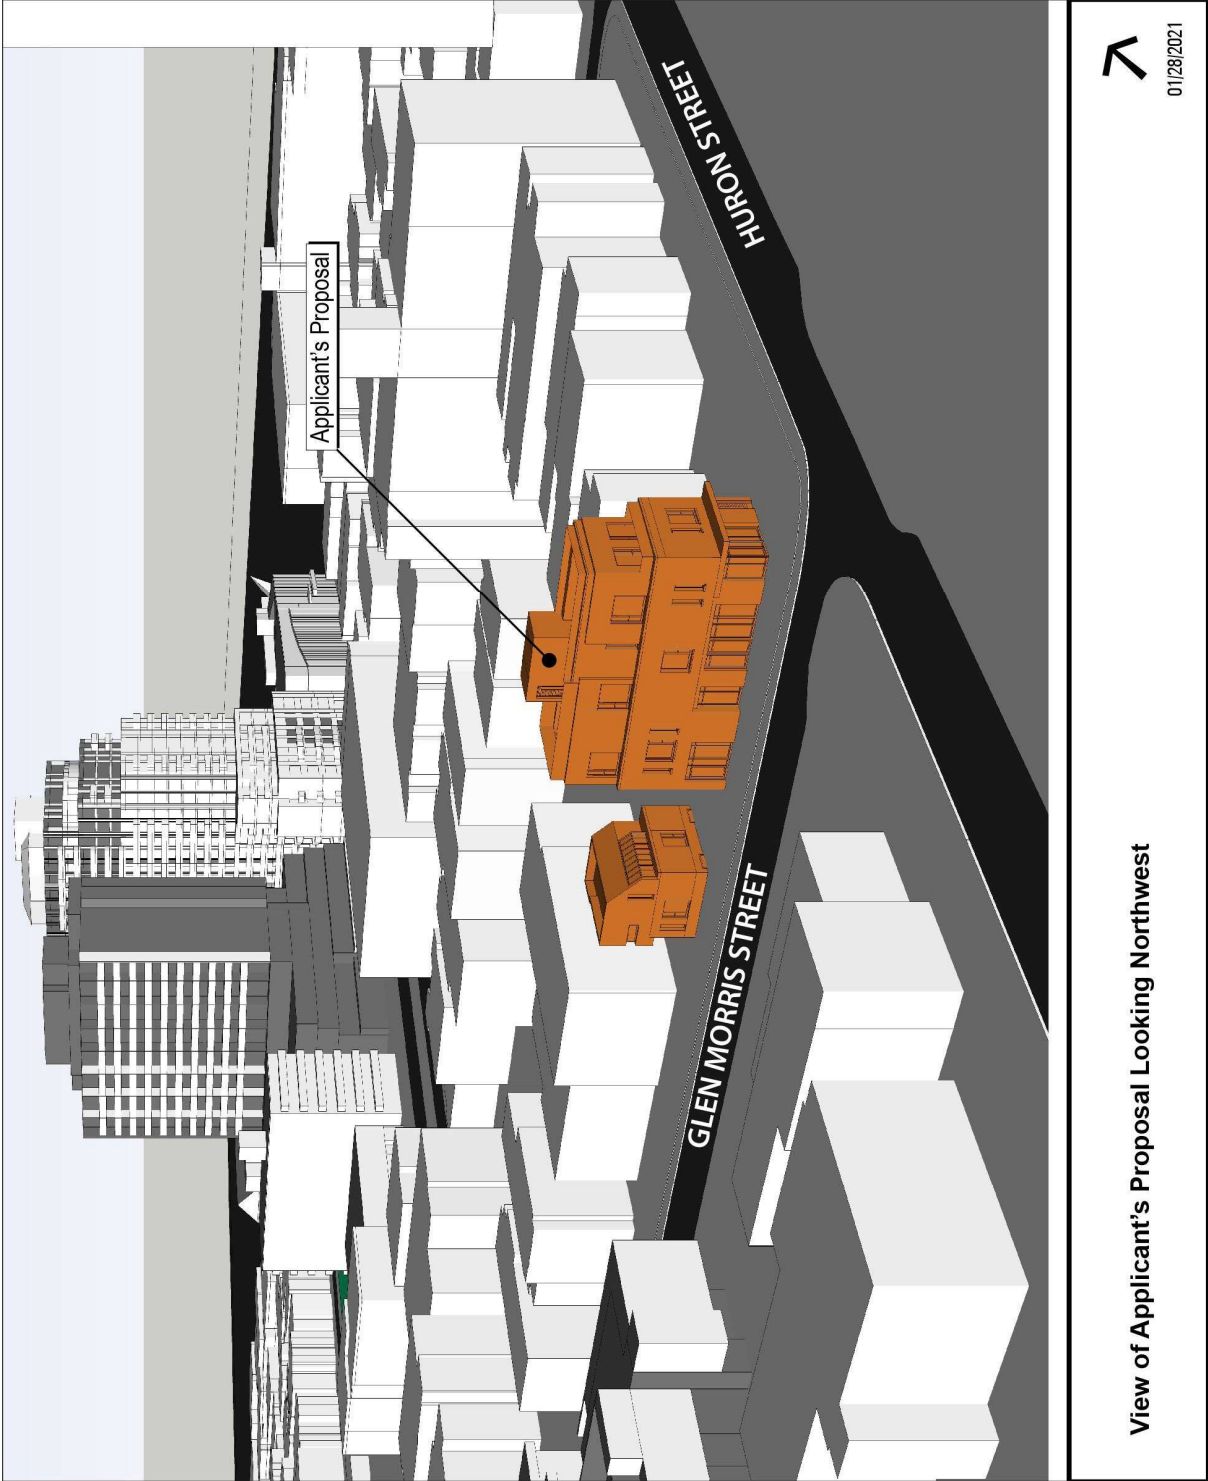 Applicant's Proposal
HURON STREET
GLEN MORRIS STREET
View of Applicant's Proposal Looking Northwest
01/28/2021